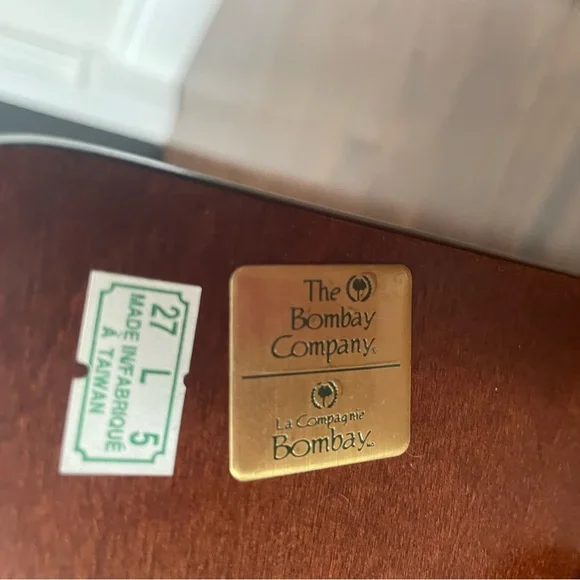 The
Bombay
Company
La Compagnie
Bombay
27 L 5
MADE IN/FABRIQUÉ
À TAIWAN